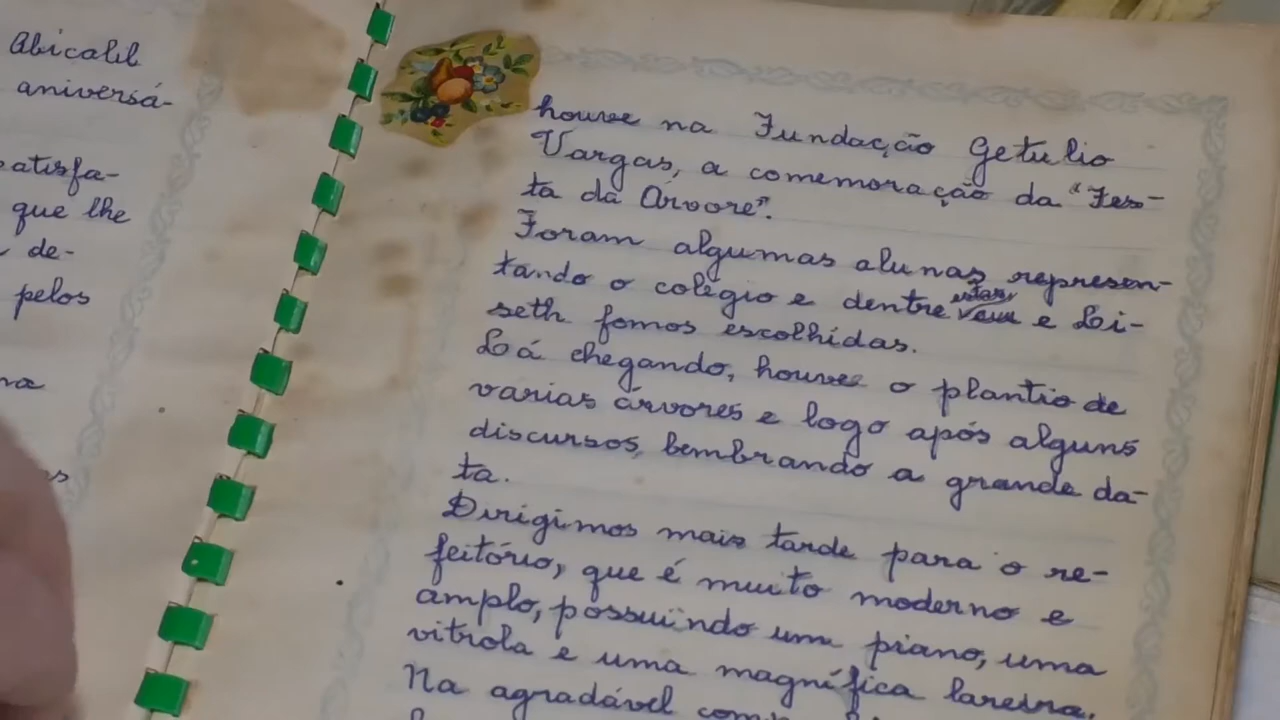 Abicalil
aniversá-
satisfa-
que lhe
de-
pelos
houve na Fundação Getulio
Vargas, a comemoração da "Fes-
ta da Árvore".
Foram algumas alunas represen-
tando o colégio e dentre estas eu e Li-
seth fomos escolhidas.
Lá chegando, houve o plantio de
varias árvores e logo após alguns
discursos, lembrando a grande da-
ta.
Dirigimos mais tarde para o re-
feitório, que é muito moderno e
amplo, possuindo um piano, uma
vitrola e uma magnífica lareira.
Na agradável